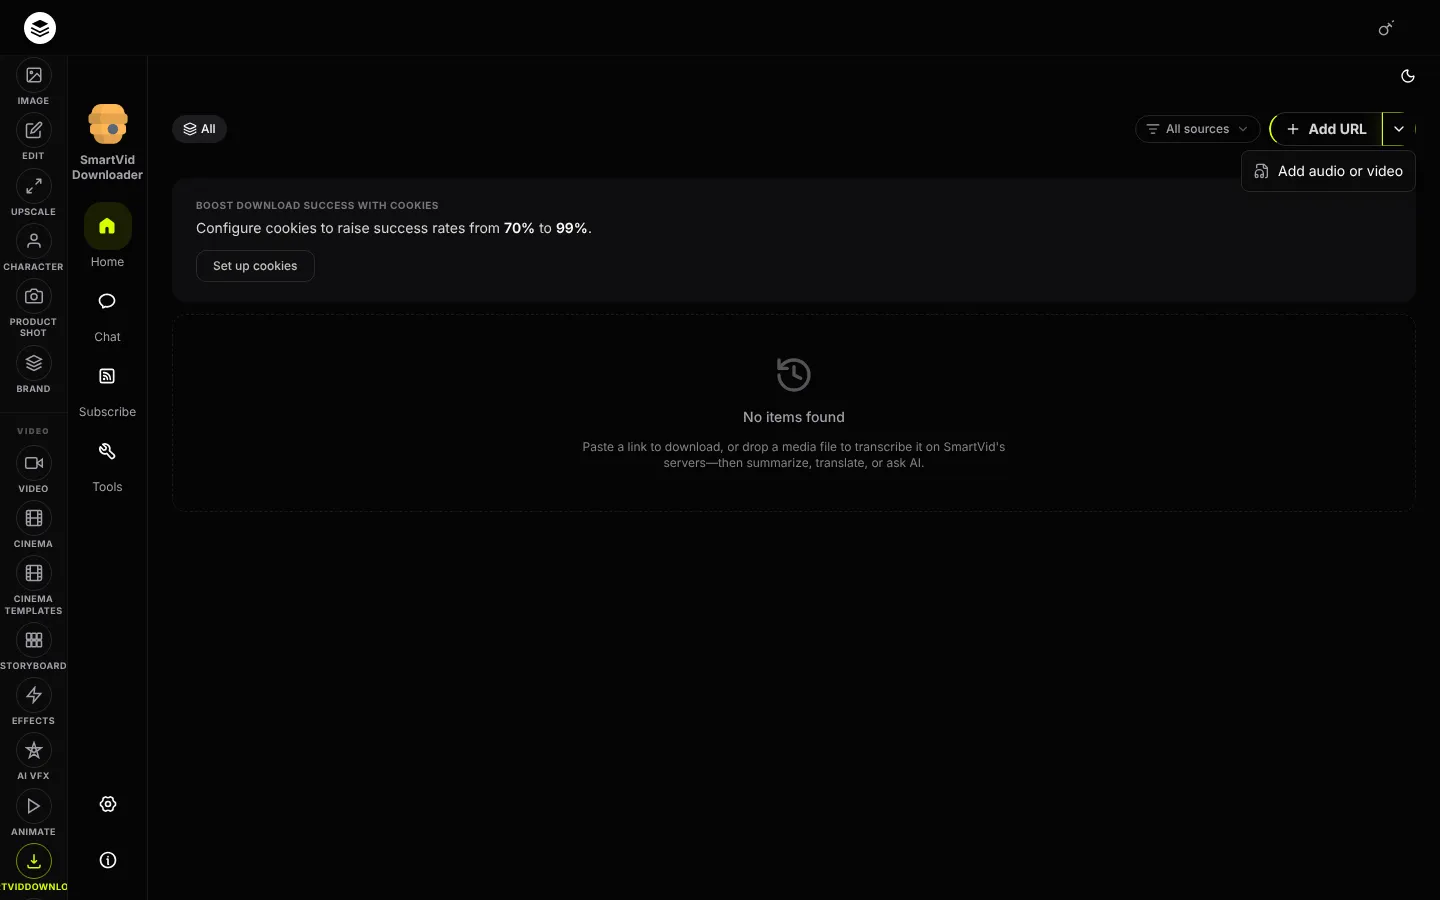 IMAGE
EDIT
UPSCALE
CHARACTER
PRODUCT
SHOT
BRAND
VIDEO
VIDEO
CINEMA
CINEMA
TEMPLATES
STORYBOARD
EFFECTS
AI VFX
ANIMATE
TVIDDOWNLO
SmartVid
Downloader
Home
Chat
Subscribe
Tools
All
All sources
Add URL
Add audio or video
BOOST DOWNLOAD SUCCESS WITH COOKIES
Configure cookies to raise success rates from 70% to 99%.
Set up cookies
No items found
Paste a link to download, or drop a media file to transcribe it on SmartVid's
servers—then summarize, translate, or ask AI.